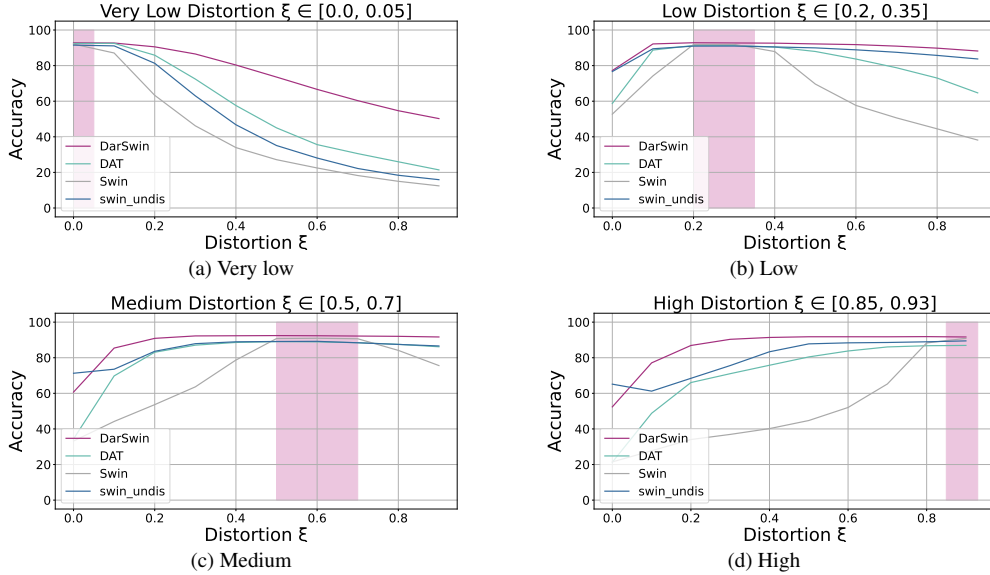 Very Low Distortion ξ ∈ [0.0, 0.05]
100
80
60
40
20
0
Accuracy
DarSwin
DAT
Swin
swin_undis
0.0 0.2 0.4 0.6 0.8
Distortion ξ
(a) Very low
Low Distortion ξ ∈ [0.2, 0.35]
100
80
60
40
20
0
Accuracy
DarSwin
DAT
Swin
swin_undis
0.0 0.2 0.4 0.6 0.8
Distortion ξ
(b) Low
Medium Distortion ξ ∈ [0.5, 0.7]
100
80
60
40
20
0
Accuracy
DarSwin
DAT
Swin
swin_undis
0.0 0.2 0.4 0.6 0.8
Distortion ξ
(c) Medium
High Distortion ξ ∈ [0.85, 0.93]
100
80
60
40
20
0
Accuracy
DarSwin
DAT
Swin
swin_undis
0.0 0.2 0.4 0.6 0.8
Distortion ξ
(d) High